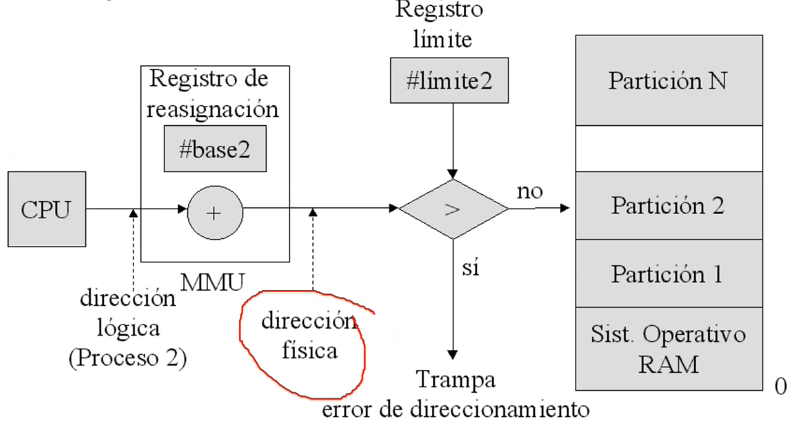 Registro
límite
#límite2
Registro de
reasignación
#base2
CPU
+
MMU
dirección
lógica
(Proceso 2)
dirección
física
>
no
sí
Trampa
error de direccionamiento
Partición N
Partición 2
Partición 1
Sist. Operativo
RAM
0